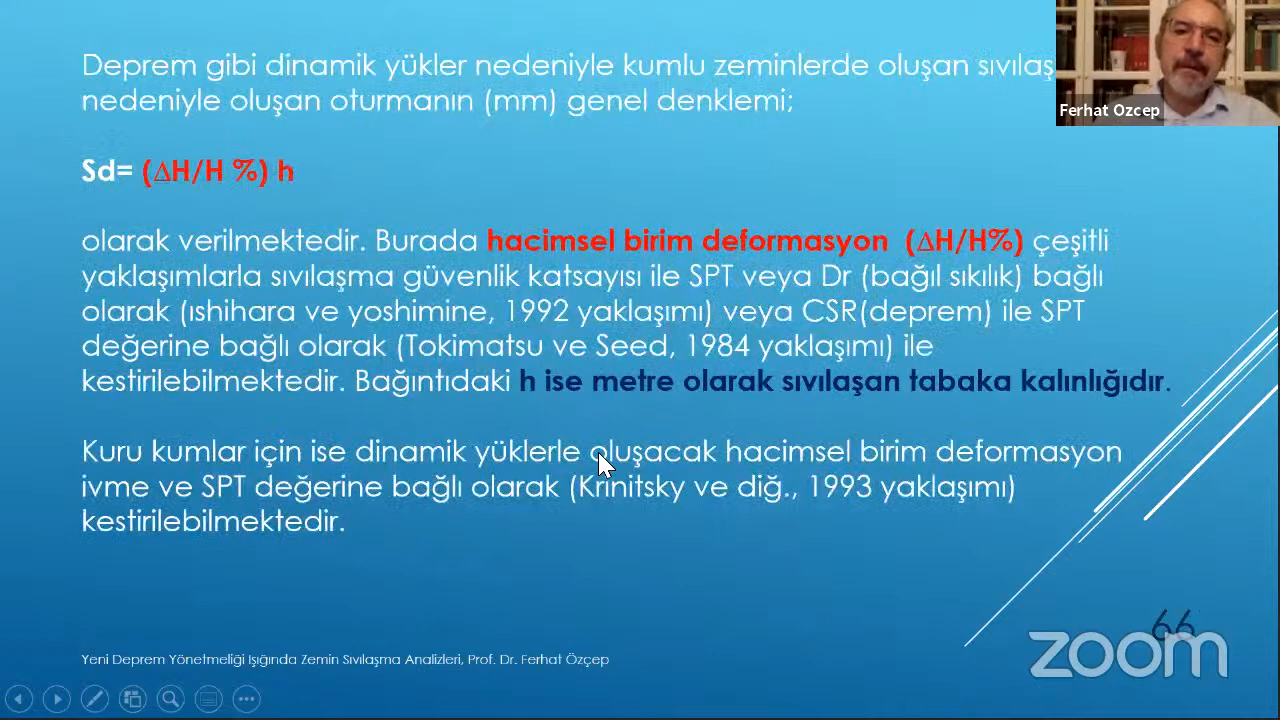 Deprem gibi dinamik yükler nedeniyle kumlu zeminlerde oluşan sıvılaş
nedeniyle oluşan oturmanın (mm) genel denklemi;
Ferhat Ozcep
Sd= (∆H/H %) h
olarak verilmektedir. Burada hacimsel birim deformasyon (∆H/H%) çeşitli
yaklaşımlarla sıvılaşma güvenlik katsayısı ile SPT veya Dr (bağıl sıkılık) bağlı
olarak (ıshihara ve yoshimine, 1992 yaklaşımı) veya CSR(deprem) ile SPT
değerine bağlı olarak (Tokimatsu ve Seed, 1984 yaklaşımı) ile
kestirilebilmektedir. Bağıntıdaki h ise metre olarak sıvılaşan tabaka kalınlığıdır.
Kuru kumlar için ise dinamik yüklerle oluşacak hacimsel birim deformasyon
ivme ve SPT değerine bağlı olarak (Krinitsky ve diğ., 1993 yaklaşımı)
kestirilebilmektedir.
66
zoom
Yeni Deprem Yönetmeliği Işığında Zemin Sıvılaşma Analizleri, Prof. Dr. Ferhat Özçep